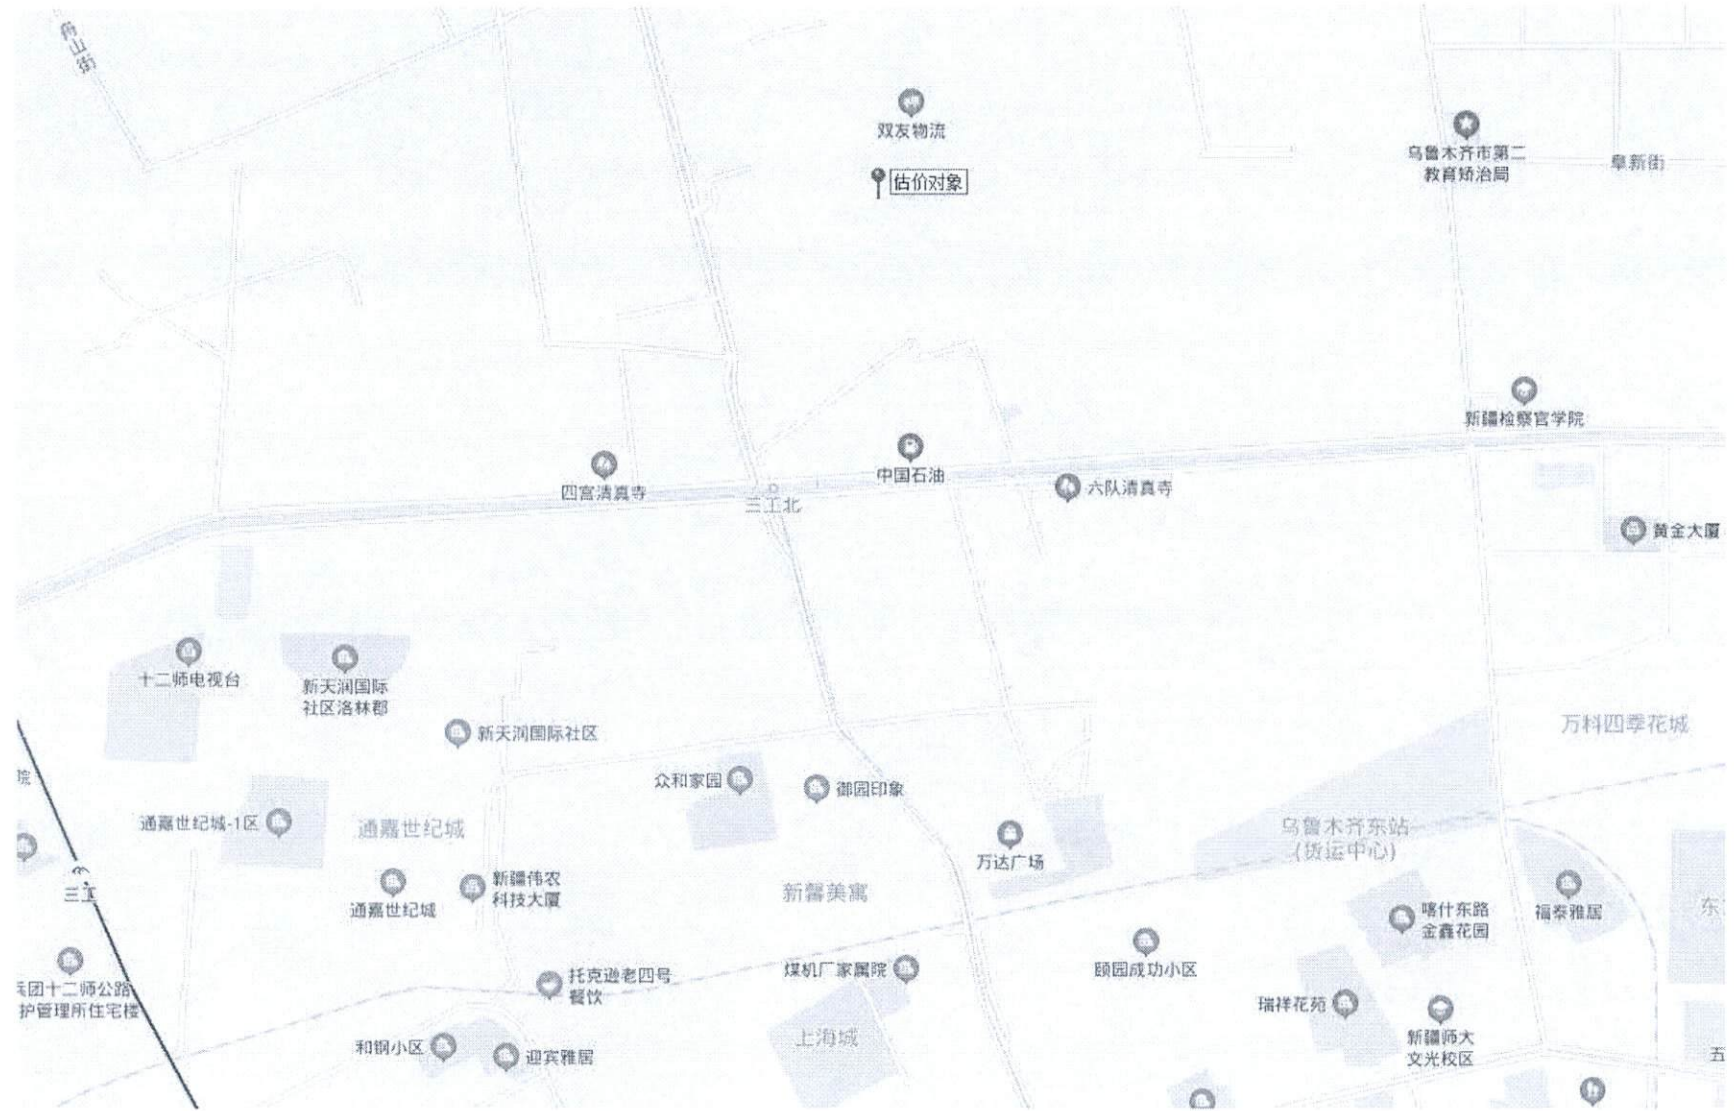 舟山街
双友物流
估价对象
乌鲁木齐市第二
教育矫治局
阜新街
新疆检察官学院
四宫清真寺
三工北
中国石油
六队清真寺
黄金大厦
十二师电视台
新天润国际
社区洛林郡
新天润国际社区
万科四季花城
院
众和家园
御园印象
通嘉世纪城-1区
通嘉世纪城
万达广场
乌鲁木齐东站
(货运中心)
三工
通嘉世纪城
新疆伟农
科技大厦
新馨美寓
喀什东路
金鑫花园
福泰雅居
东
兵团十二师公路
护管理所住宅楼
托克逊老四号
餐饮
煤机厂家属院
颐园成功小区
瑞祥花苑
和钢小区
迎宾雅居
上海城
新疆师大
文光校区
五